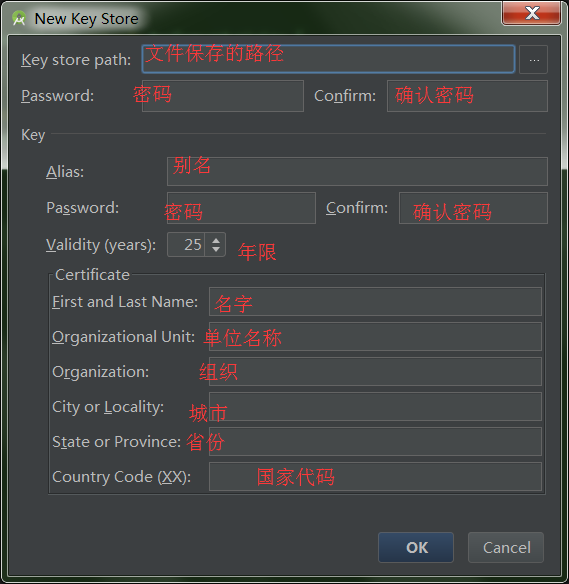 New Key Store
Key store path: 文件保存的路径 ...
Password: 密码 Confirm: 确认密码
Key
Alias: 别名
Password: 密码 Confirm: 确认密码
Validity (years): 25 年限
Certificate
First and Last Name: 名字
Organizational Unit: 单位名称
Organization: 组织
City or Locality: 城市
State or Province: 省份
Country Code (XX): 国家代码
OK Cancel